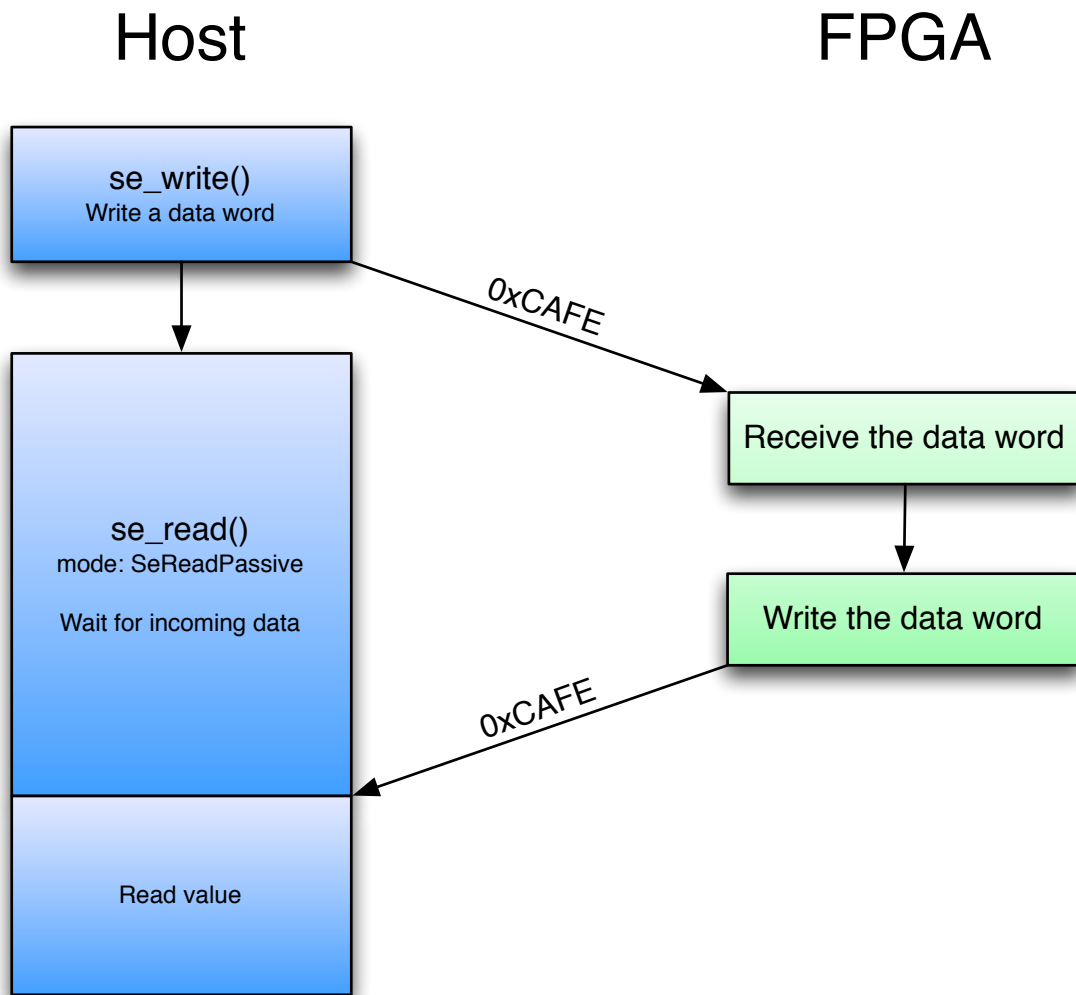 Host
FPGA
se_write()
Write a data word
0xCAFE
Receive the data word
se_read()
mode: SeReadPassive
Wait for incoming data
Write the data word
0xCAFE
Read value